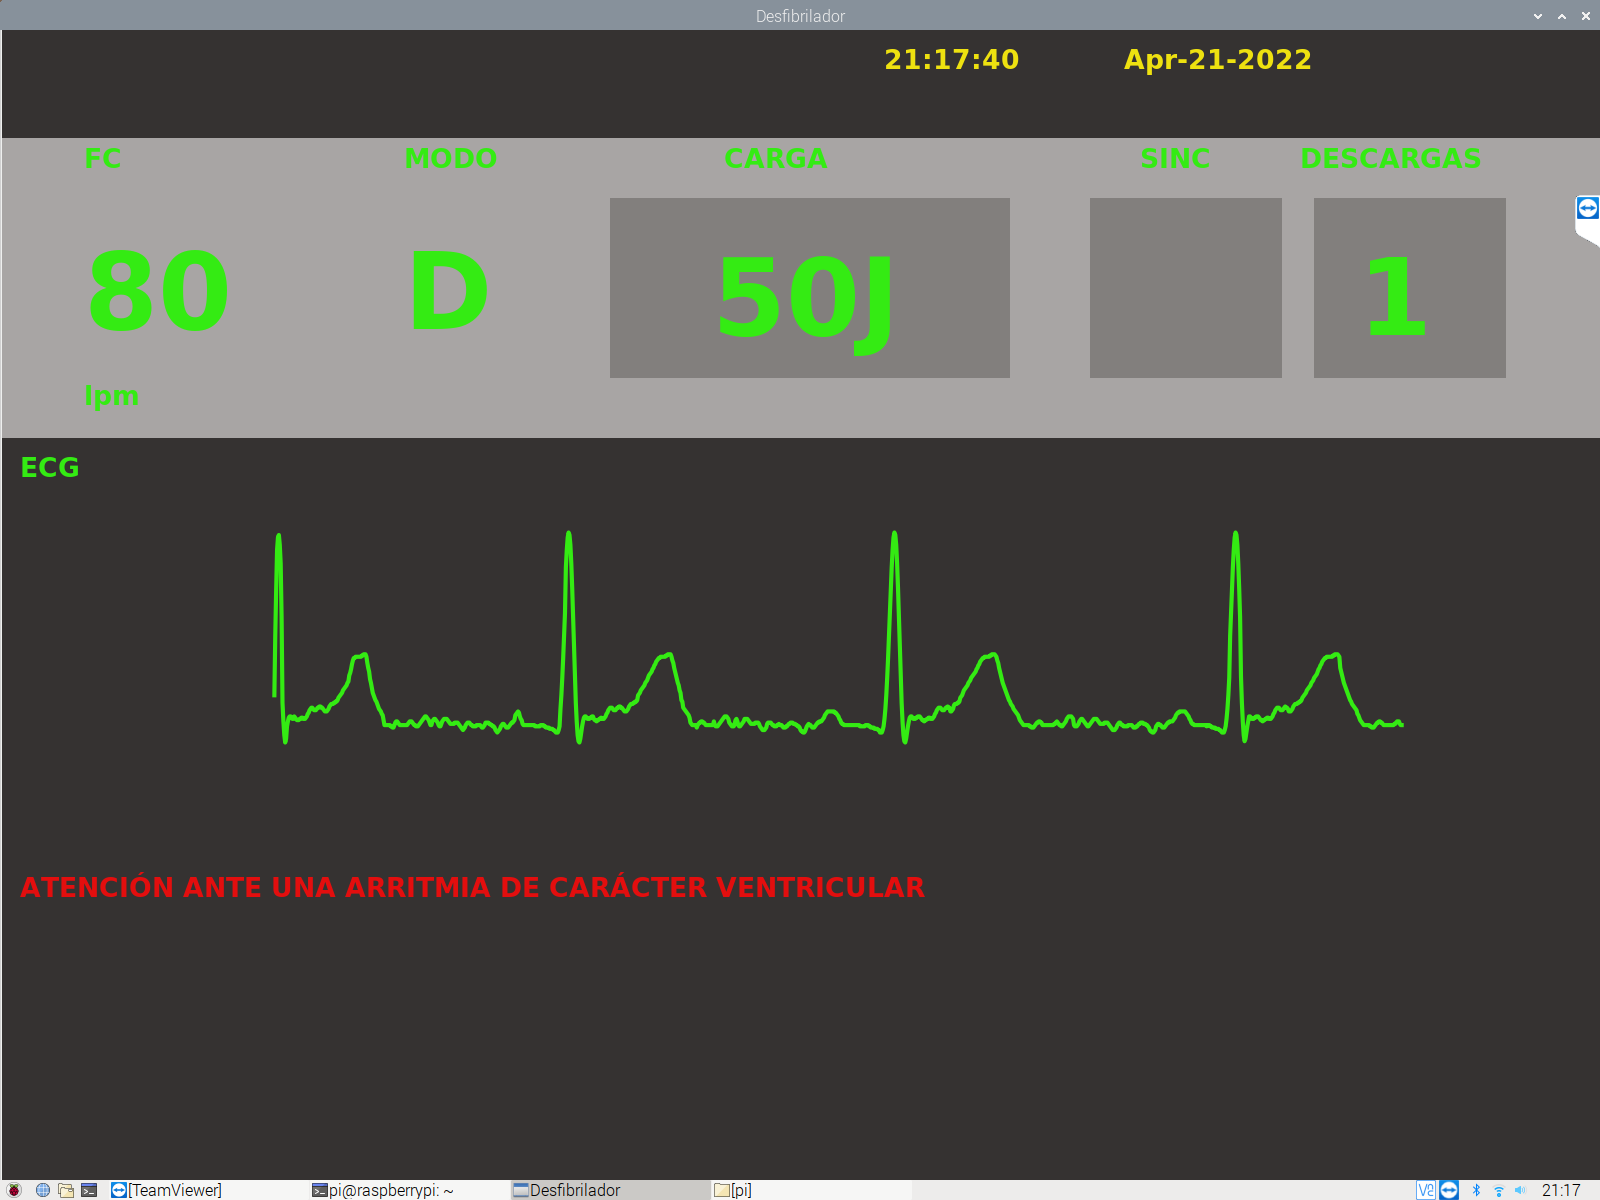 Desfibrilador
21:17:40 Apr-21-2022
FC MODO CARGA SINC DESCARGAS
80 D 50J 1
lpm
ECG
ATENCIÓN ANTE UNA ARRITMIA DE CARÁCTER VENTRICULAR
[TeamViewer] pi@raspberrypi: ~ Desfibrilador [pi] 21:17